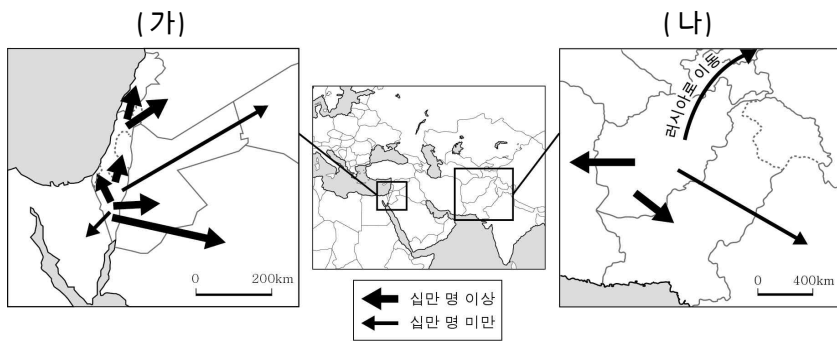 (가)
(나)
러시아로 이동
0 200km
0 400km
십만 명 이상
십만 명 미만